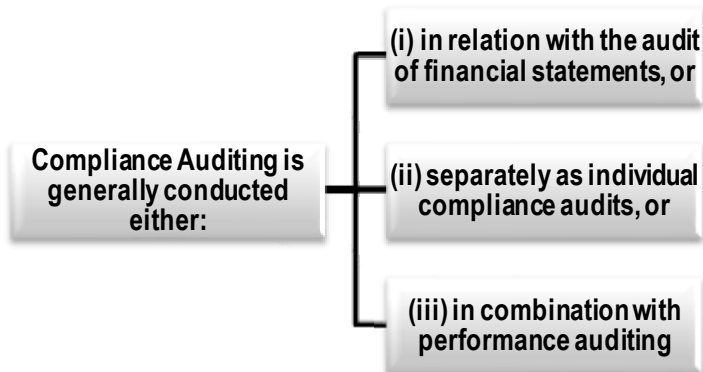 Compliance Auditing is
generally conducted
either:
(i) in relation with the audit
of financial statements, or
(ii) separately as individual
compliance audits, or
(iii) in combination with
performance auditing